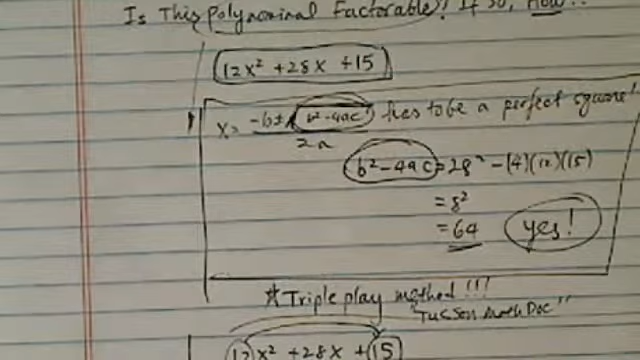 Is This Polynominal Factorable? If so, How??
12x² + 28x + 15
x = -b ± √b² - 4ac / 2a has to be a perfect square!
b² - 4ac = 28² - (4)(12)(15)
= 8²
= 64 yes!
☆ Triple play method!!!
"Tucson Math Doc"
12x² + 28x + 15